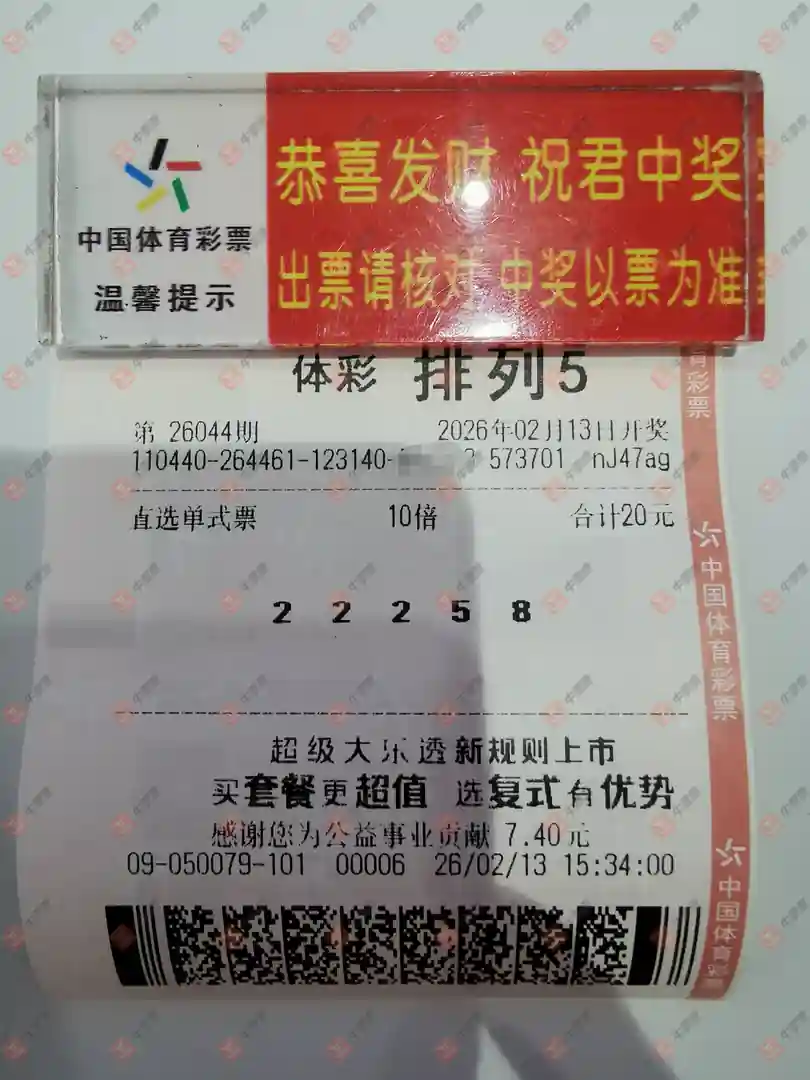 恭喜发财 祝君中奖
中国体育彩票
温馨提示
出票请核对 中奖以票为准
体彩 排列5
育彩票
第 26044期 2026年02月13日开奖
110440-264461-123140- 573701 nJ47ag
直选单式票 10倍 合计20元
2 2 2 5 8
中国体育彩票
超级大乐透新规则上市
买套餐更超值 选复式有优势
感谢您为公益事业贡献 7.40元
09-050079-101 00006 26/02/13 15:34:00
中国体育彩票